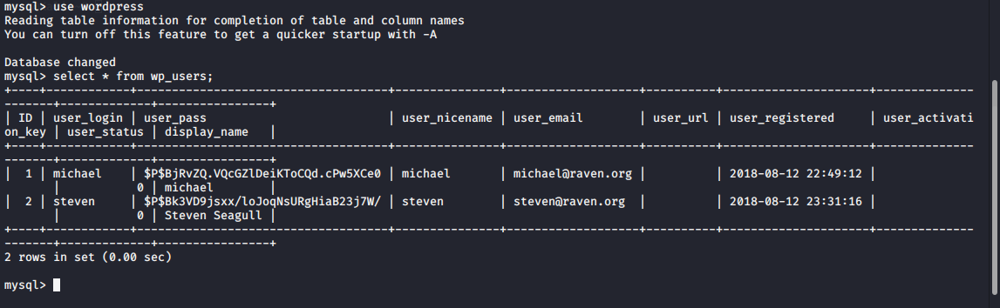 mysql> use wordpress
Reading table information for completion of table and column names
You can turn off this feature to get a quicker startup with -A
Database changed
mysql> select * from wp_users;
+----+------------+------------------------------------+---------------+-------------------+----------+---------------------+--------------
-------+-------------+----------------+
| ID | user_login | user_pass                          | user_nicename | user_email        | user_url | user_registered     | user_activati
on_key | user_status | display_name   |
+----+------------+------------------------------------+---------------+-------------------+----------+---------------------+--------------
-------+-------------+----------------+
|  1 | michael    | $P$BjRvZQ.VQcGZlDeiKToCQd.cPw5XCe0 | michael       | michael@raven.org |          | 2018-08-12 22:49:12 |
       |           0 | michael        |
|  2 | steven     | $P$Bk3VD9jsxx/loJoqNsURgHiaB23j7W/ | steven        | steven@raven.org  |          | 2018-08-12 23:31:16 |
       |           0 | Steven Seagull |
+----+------------+------------------------------------+---------------+-------------------+----------+---------------------+--------------
-------+-------------+----------------+
2 rows in set (0.00 sec)
mysql>